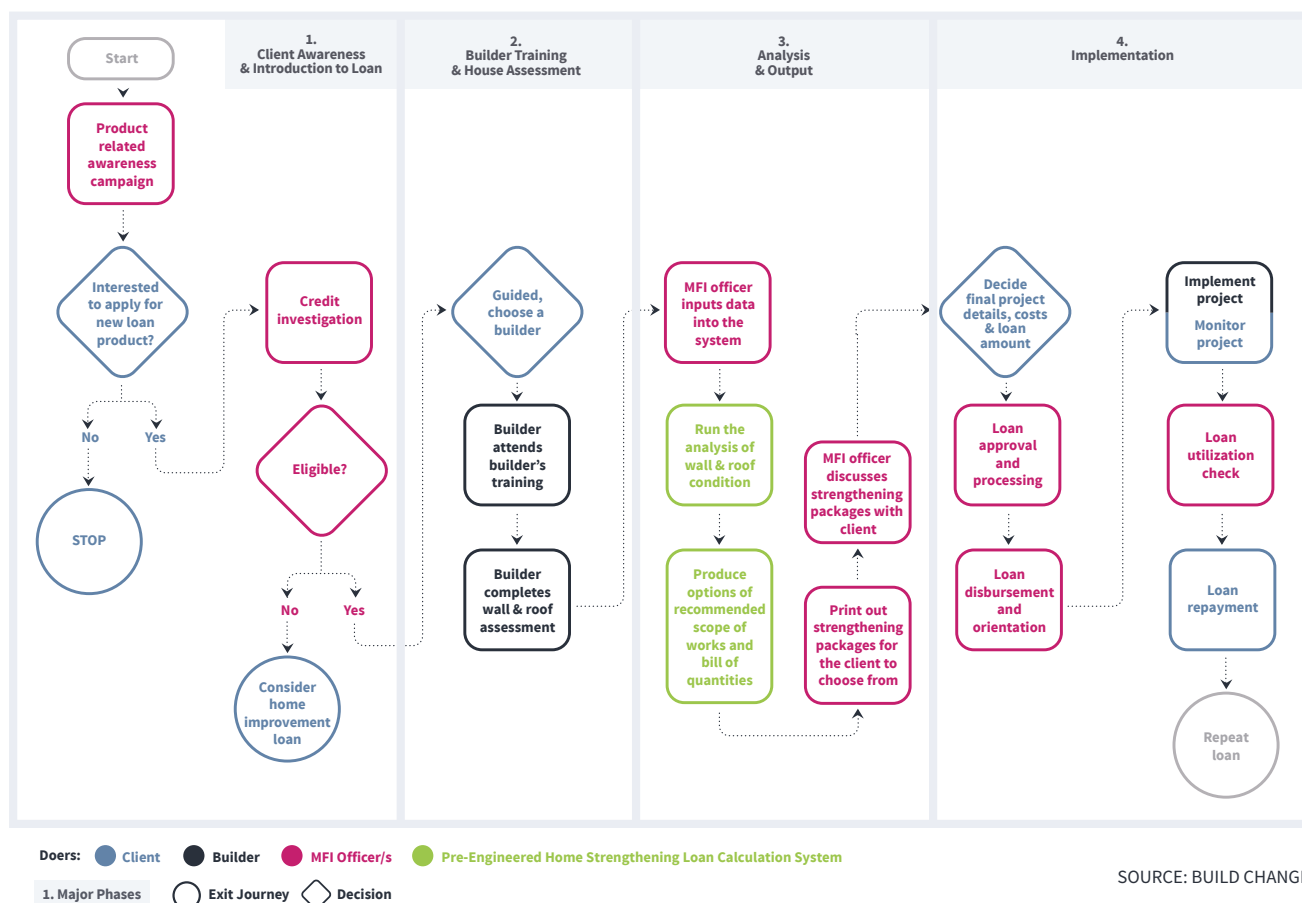 Start
1.
Client Awareness
& Introduction to Loan
2.
Builder Training
& House Assessment
3.
Analysis
& Output
4.
Implementation
Product
related
awareness
campaign
Interested
to apply for
new loan
product?
No
Yes
STOP
Credit
investigation
Eligible?
No
Yes
Consider
home
improvement
loan
Guided,
choose a
builder
Builder
attends
builder’s
training
Builder
completes
wall & roof
assessment
MFI officer
inputs data
into the
system
Run the
analysis of
wall & roof
condition
Produce
options of
recommended
scope of
works and
bill of
quantities
Print out
strengthening
packages for
the client to
choose from
MFI officer
discusses
strengthening
packages with
client
Decide
final project
details, costs
& loan
amount
Loan
approval
and
processing
Loan
disbursement
and
orientation
Implement
project
Monitor
project
Loan
utilization
check
Loan
repayment
Repeat
loan
Doers:
Client
Builder
MFI Officer/s
Pre-Engineered Home Strengthening Loan Calculation System
1. Major Phases
Exit Journey
Decision
SOURCE: BUILD CHANGE